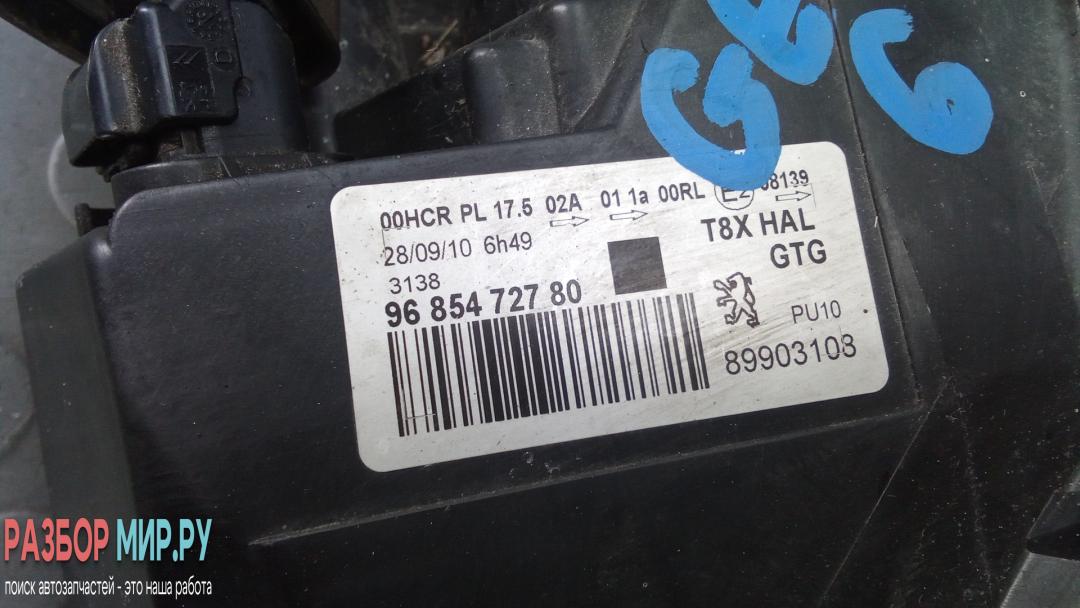 00HCR PL 17.5 02A 01 1a 00RL E2 08139
28/09/10 6h49
T8X HAL
GTG
3138
96 854 727 80
PU10
89903108
РАЗБОР МИР.РУ
поиск автозапчастей - это наша работа